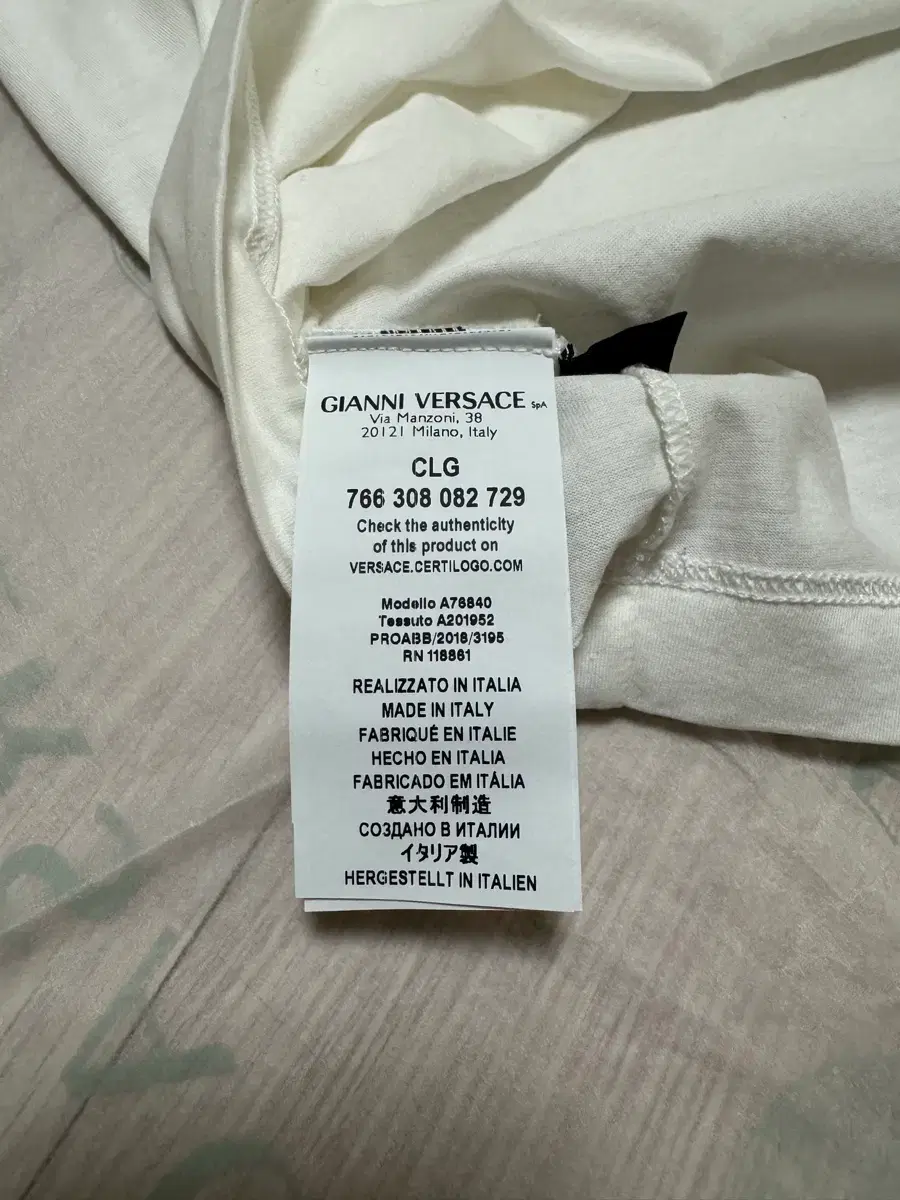 GIANNI VERSACE SpA
Via Manzoni, 38
20121 Milano, Italy
CLG
766 308 082 729
Check the authenticity
of this product on
VERSACE.CERTILOGO.COM
Modello A76840
Tessuto A201952
PROABB/2018/3195
RN 118861
REALIZZATO IN ITALIA
MADE IN ITALY
FABRIQUÉ EN ITALIE
HECHO EN ITALIA
FABRICADO EM ITÁLIA
意大利制造
СОЗДАНО В ИТАЛИИ
イタリア製
HERGESTELLT IN ITALIEN